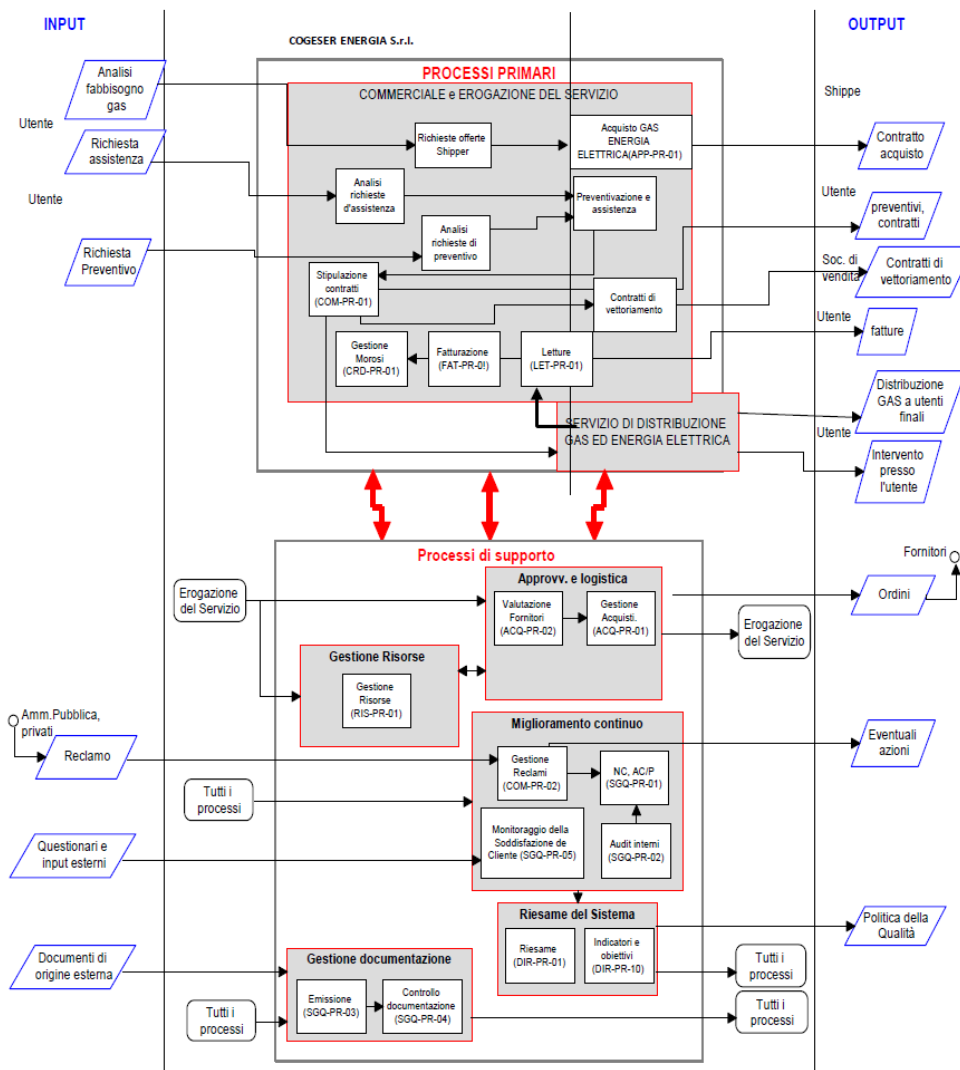 INPUT
OUTPUT
COGESER ENERGIA S.r.l.
PROCESSI PRIMARI
COMMERCIALE e EROGAZIONE DEL SERVIZIO
Analisi
fabbisogno
gas
Utente
Richiesta
assistenza
Utente
Richiesta
Preventivo
Richieste offerte
Shipper
Acquisto GAS
ENERGIA
ELETTRICA(APP-PR-01)
Analisi
richieste
d'assistenza
Preventivazione e
assistenza
Analisi
richieste di
preventivo
Stipulazione
contratti
(COM-PR-01)
Contratti di
vettoriamento
Gestione
Morosi
(CRD-PR-01)
Fatturazione
(FAT-PR-0!)
Letture
(LET-PR-01)
SERVIZIO DI DISTRIBUZIONE
GAS ED ENERGIA ELETTRICA
Shippe
Contratto
acquisto
Utente
preventivi,
contratti
Soc. di
vendita
Contratti di
vettoriamento
Utente
fatture
Distribuzione
GAS a utenti
finali
Utente
Intervento
presso
l'utente
Processi di supporto
Approvv. e logistica
Valutazione
Fornitori
(ACQ-PR-02)
Gestione
Acquisti.
(ACQ-PR-01)
Erogazione
del Servizio
Fornitori
Ordini
Erogazione
del Servizio
Gestione Risorse
Gestione
Risorse
(RIS-PR-01)
Amm.Pubblica,
privati
Reclamo
Miglioramento continuo
Gestione
Reclami
(COM-PR-02)
NC, AC/P
(SGQ-PR-01)
Eventuali
azioni
Tutti i
processi
Monitoraggio della
Soddisfazione de
Cliente (SGQ-PR-05)
Audit interni
(SGQ-PR-02)
Questionari e
input esterni
Riesame del Sistema
Riesame
(DIR-PR-01)
Indicatori e
obiettivi
(DIR-PR-10)
Politica della
Qualità
Documenti di
origine esterna
Gestione documentazione
Emissione
(SGQ-PR-03)
Controllo
documentazione
(SGQ-PR-04)
Tutti i
processi
Tutti i
processi
Tutti i
processi